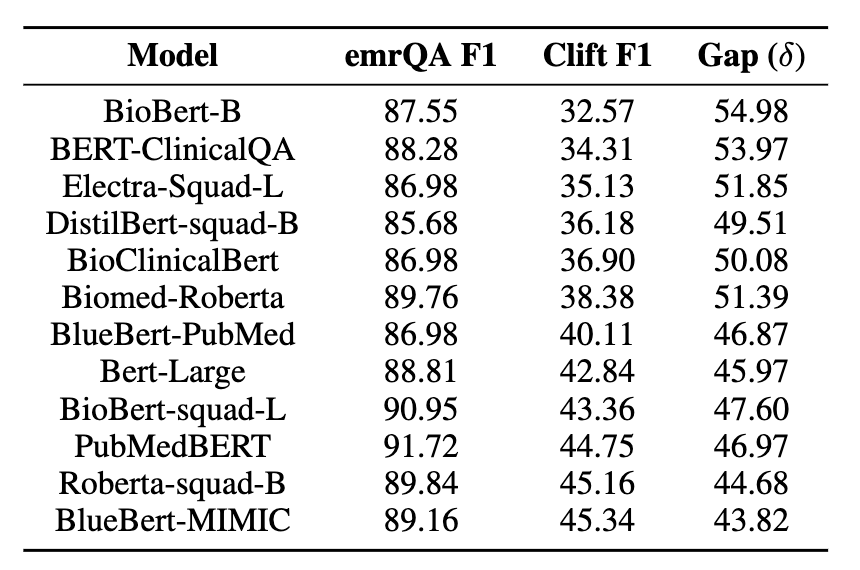 Model emrQA F1 Clift F1 Gap (δ)
BioBert-B 87.55 32.57 54.98
BERT-ClinicalQA 88.28 34.31 53.97
Electra-Squad-L 86.98 35.13 51.85
DistilBert-squad-B 85.68 36.18 49.51
BioClinicalBert 86.98 36.90 50.08
Biomed-Roberta 89.76 38.38 51.39
BlueBert-PubMed 86.98 40.11 46.87
Bert-Large 88.81 42.84 45.97
BioBert-squad-L 90.95 43.36 47.60
PubMedBERT 91.72 44.75 46.97
Roberta-squad-B 89.84 45.16 44.68
BlueBert-MIMIC 89.16 45.34 43.82